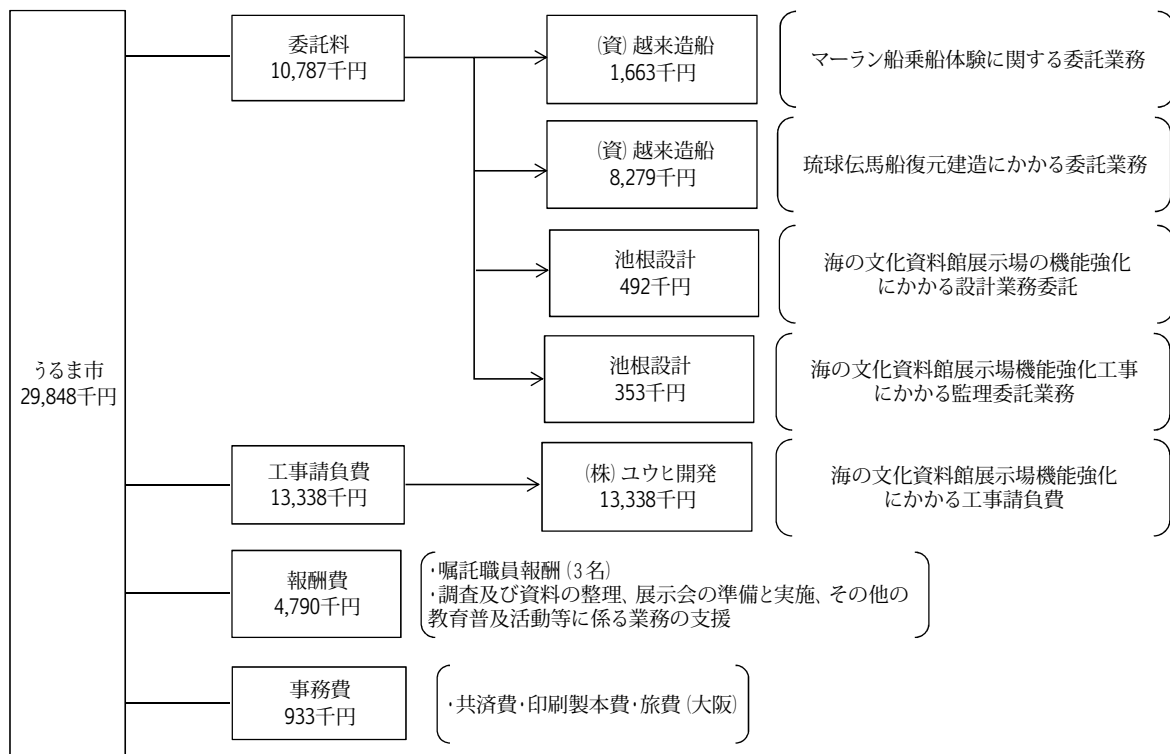 うるま市
29,848千円
委託料
10,787千円
(資) 越来造船
1,663千円
マーラン船乗船体験に関する委託業務
(資) 越来造船
8,279千円
琉球伝馬船復元建造にかかる委託業務
池根設計
492千円
海の文化資料館展示場の機能強化
にかかる設計業務委託
池根設計
353千円
海の文化資料館展示場機能強化工事
にかかる監理委託業務
工事請負費
13,338千円
(株) ユウヒ開発
13,338千円
海の文化資料館展示場機能強化
にかかる工事請負費
報酬費
4,790千円
・嘱託職員報酬 (3名)
・調査及び資料の整理、展示会の準備と実施、その他の
教育普及活動等に係る業務の支援
事務費
933千円
・共済費・印刷製本費・旅費 (大阪)